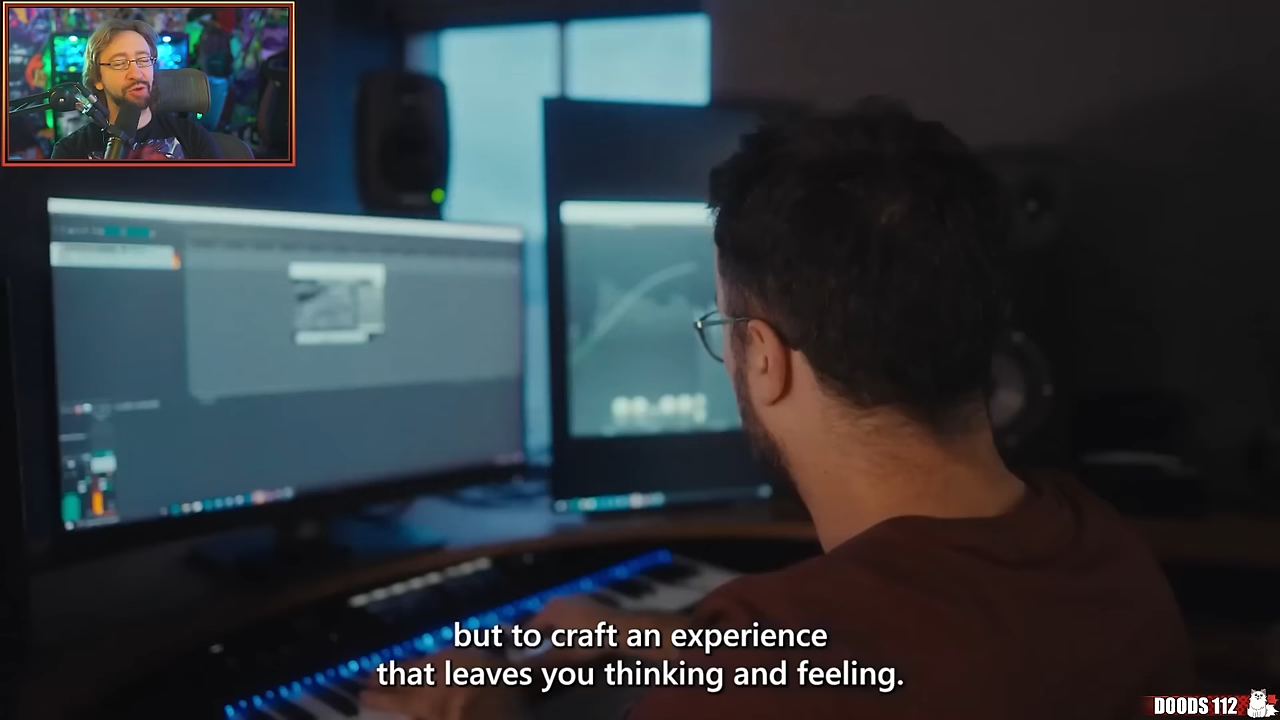 but to craft an experience
that leaves you thinking and feeling.
DOODS 112